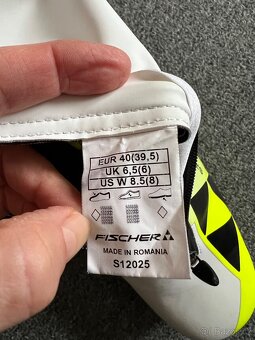 EUR 40(39,5)
UK 6,5(6)
US W 8.5(8)
FISCHER
MADE IN ROMANIA
S12025